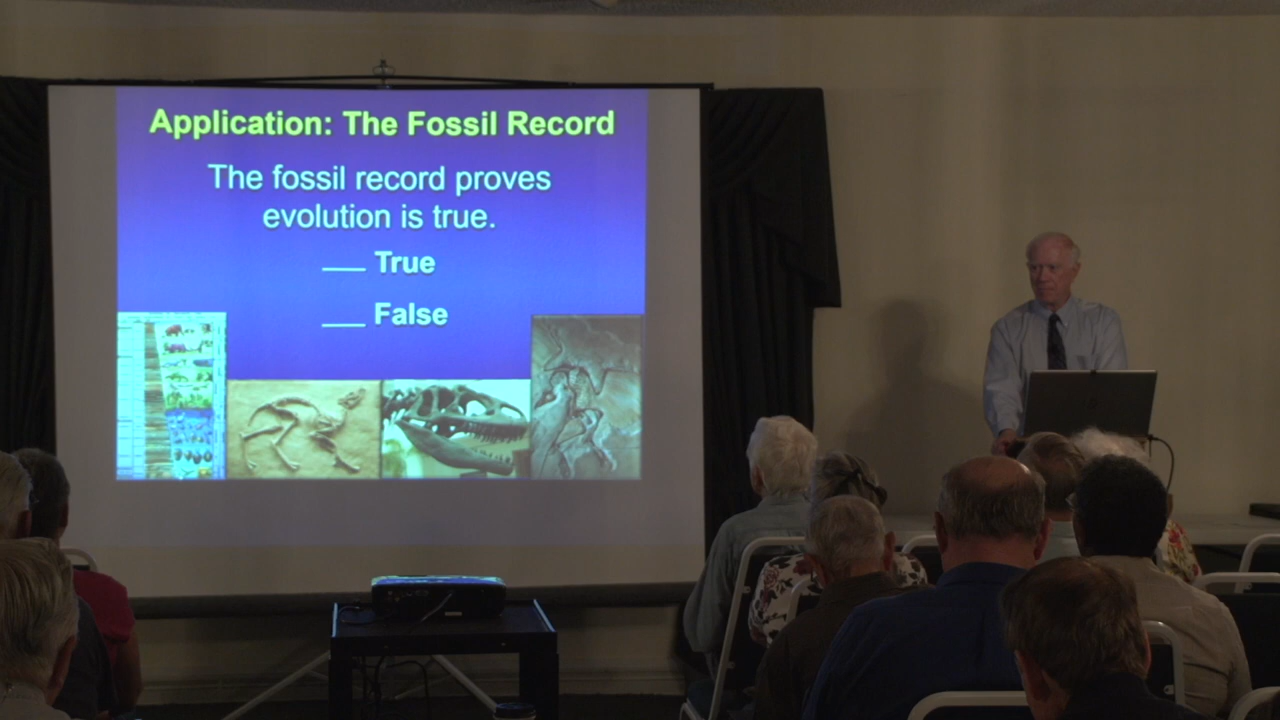 Application: The Fossil Record
The fossil record proves
evolution is true.
___ True
___ False